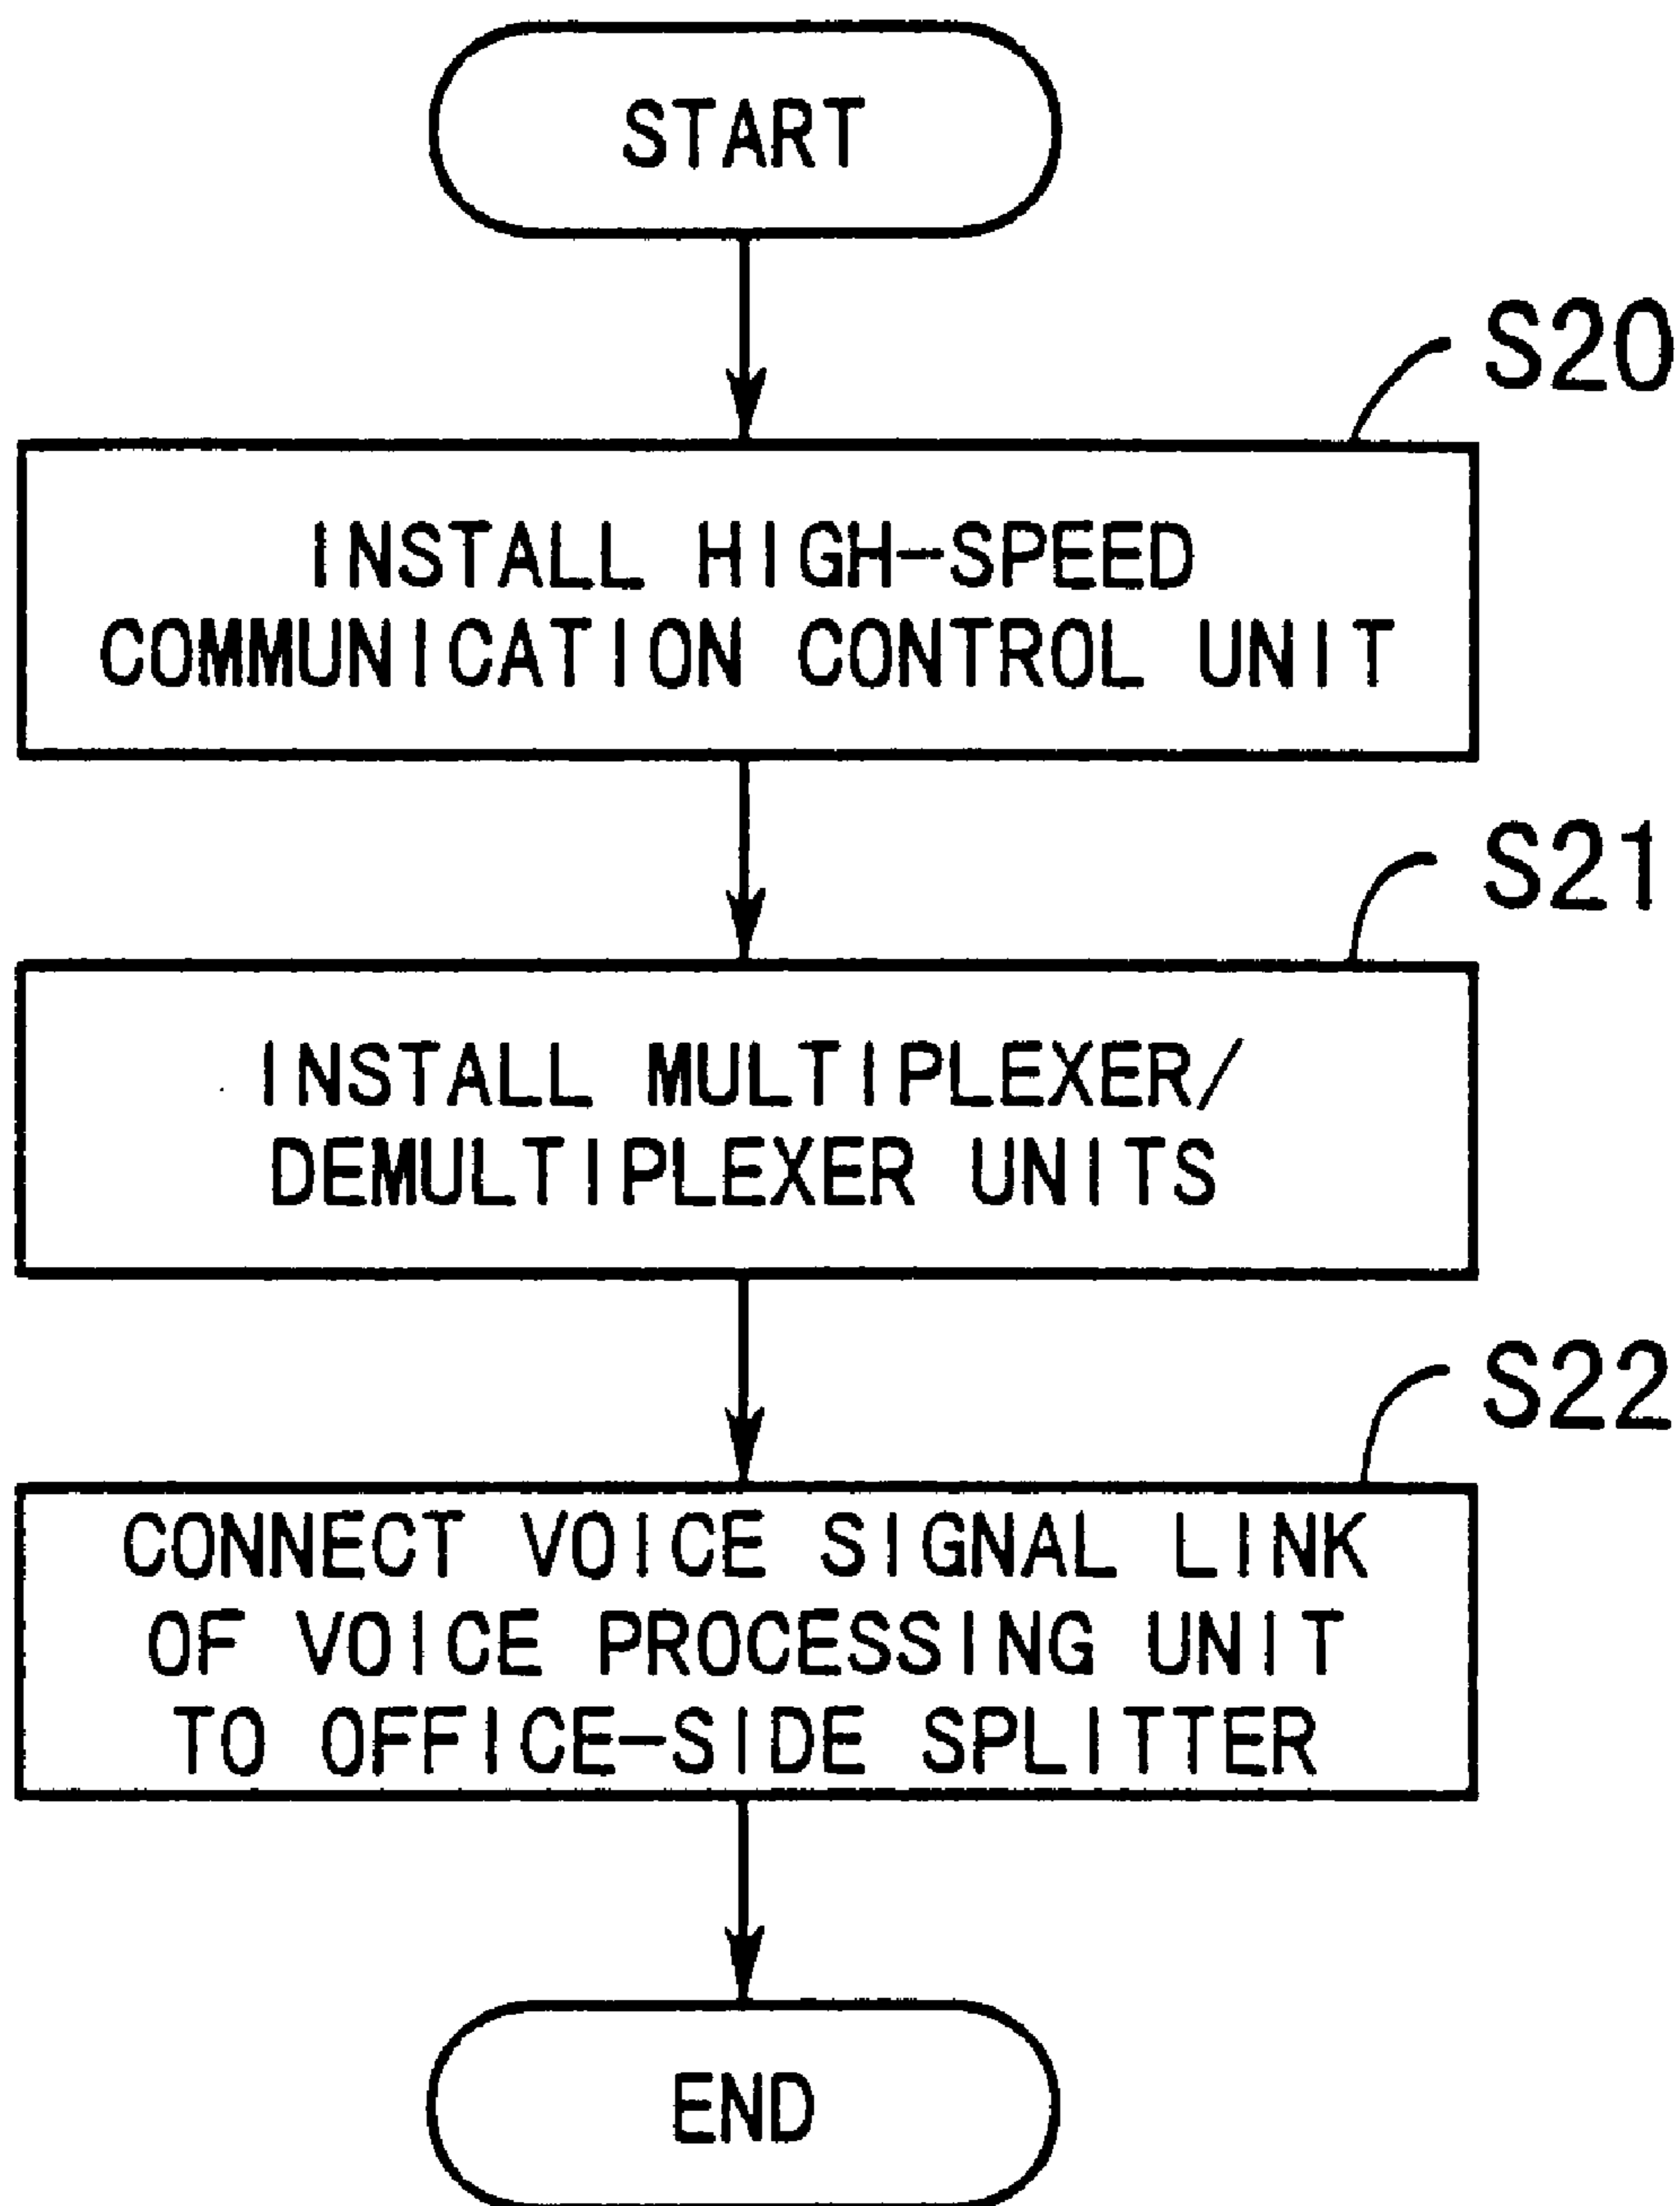 START
S20
INSTALL HIGH-SPEED
COMMUNICATION CONTROL UNIT
S21
INSTALL MULTIPLEXER/
DEMULTIPLEXER UNITS
S22
CONNECT VOICE SIGNAL LINK
OF VOICE PROCESSING UNIT
TO OFFICE-SIDE SPLITTER
END